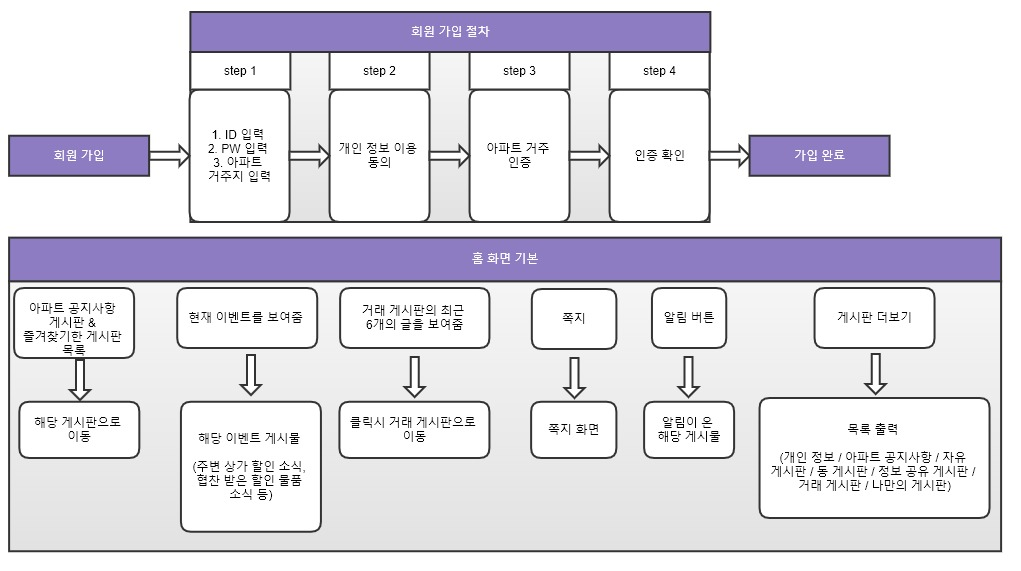 회원 가입 절차
step 1
step 2
step 3
step 4
회원 가입
1. ID 입력
2. PW 입력
3. 아파트
거주지 입력
개인 정보 이용
동의
아파트 거주
인증
인증 확인
가입 완료
홈 화면 기본
아파트 공지사항
게시판 &
즐겨찾기한 게시판
목록
현재 이벤트를 보여줌
거래 게시판의 최근
6개의 글을 보여줌
쪽지
알림 버튼
게시판 더보기
해당 게시판으로
이동
해당 이벤트 게시물
(주변 상가 할인 소식,
협찬 받은 할인 물품
소식 등)
클릭시 거래 게시판으로
이동
쪽지 화면
알림이 온
해당 게시물
목록 출력
(개인 정보 / 아파트 공지사항 / 자유
게시판 / 동 게시판 / 정보 공유 게시판 /
거래 게시판 / 나만의 게시판)